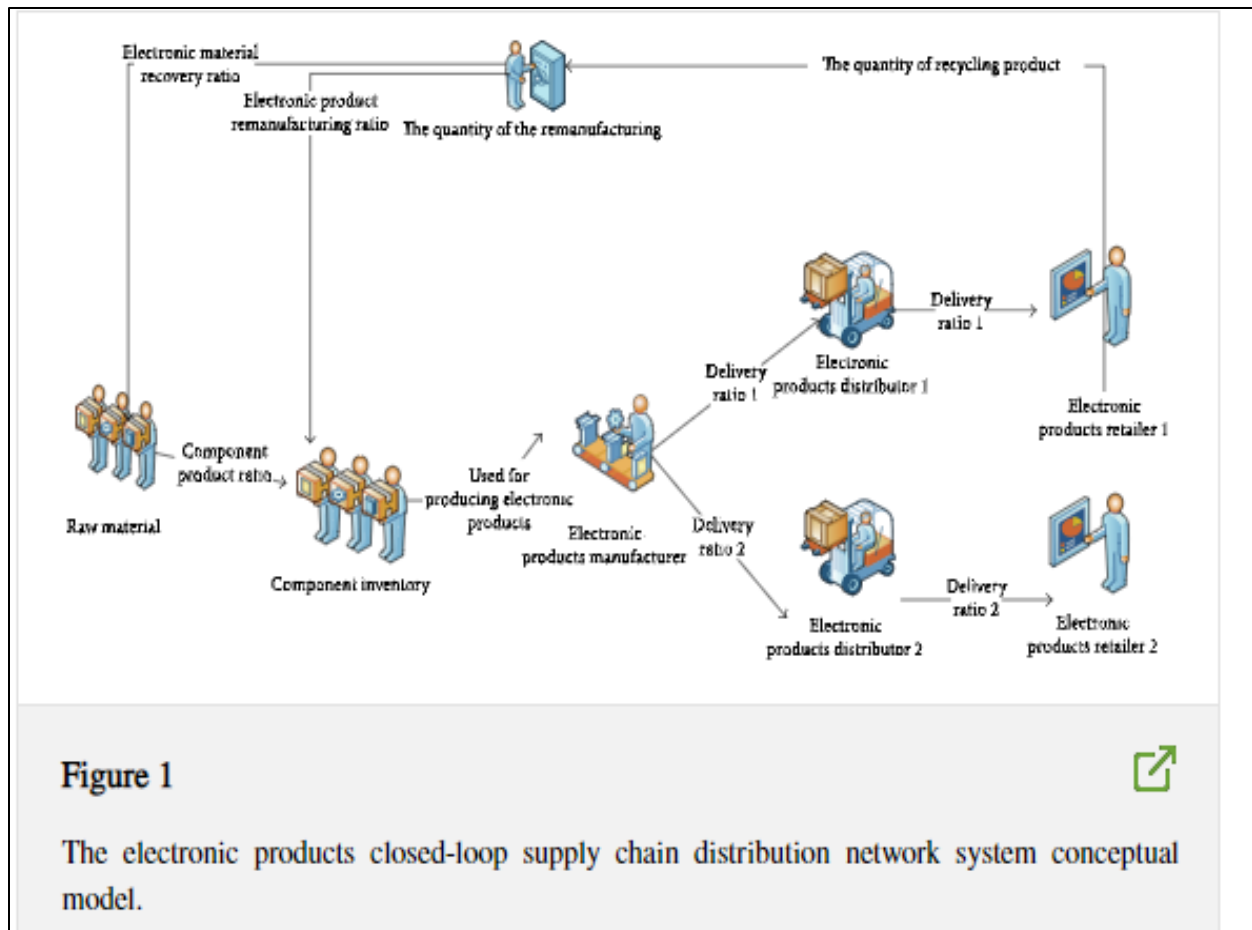 Electronic material
recovery ratio
The quantity of recycling product
Electronic product
remanufacturing ratio
The quantity of the remanufacturing
Delivery
ratio 1
Delivery
ratio 1
Electronic
products distributor 1
Electronic
products retailer 1
Component
product ratio
Raw material
Used for
producing electronic
products
Component inventory
Electronic
products manufacturer
Delivery
ratio 2
Electronic
products distributor 2
Delivery
ratio 2
Electronic
products retailer 2
Figure 1
The electronic products closed-loop supply chain distribution network system conceptual
model.